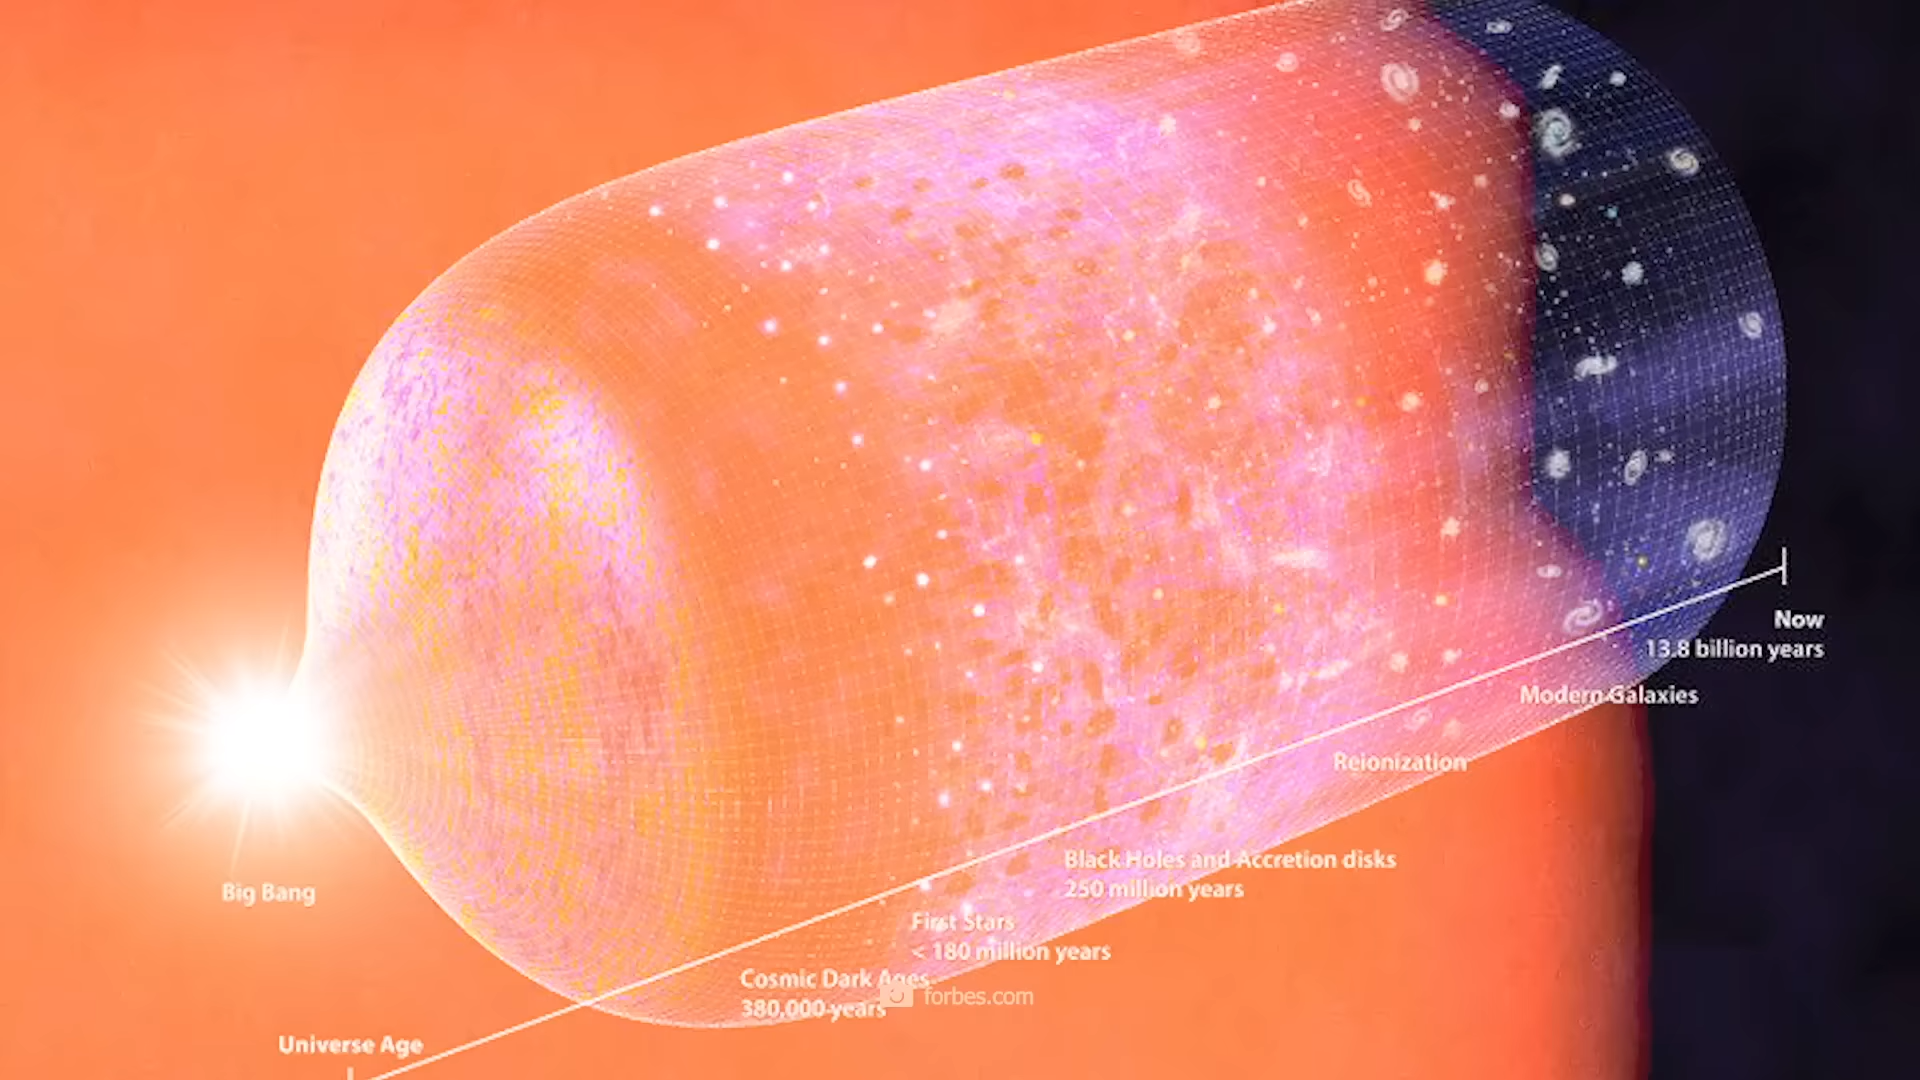 Now
13.8 billion years
Modern Galaxies
Reionization
Black Holes and Accretion disks
250 million years
Big Bang
First Stars
< 180 million years
Cosmic Dark Ages
380,000 years
forbes.com
Universe Age